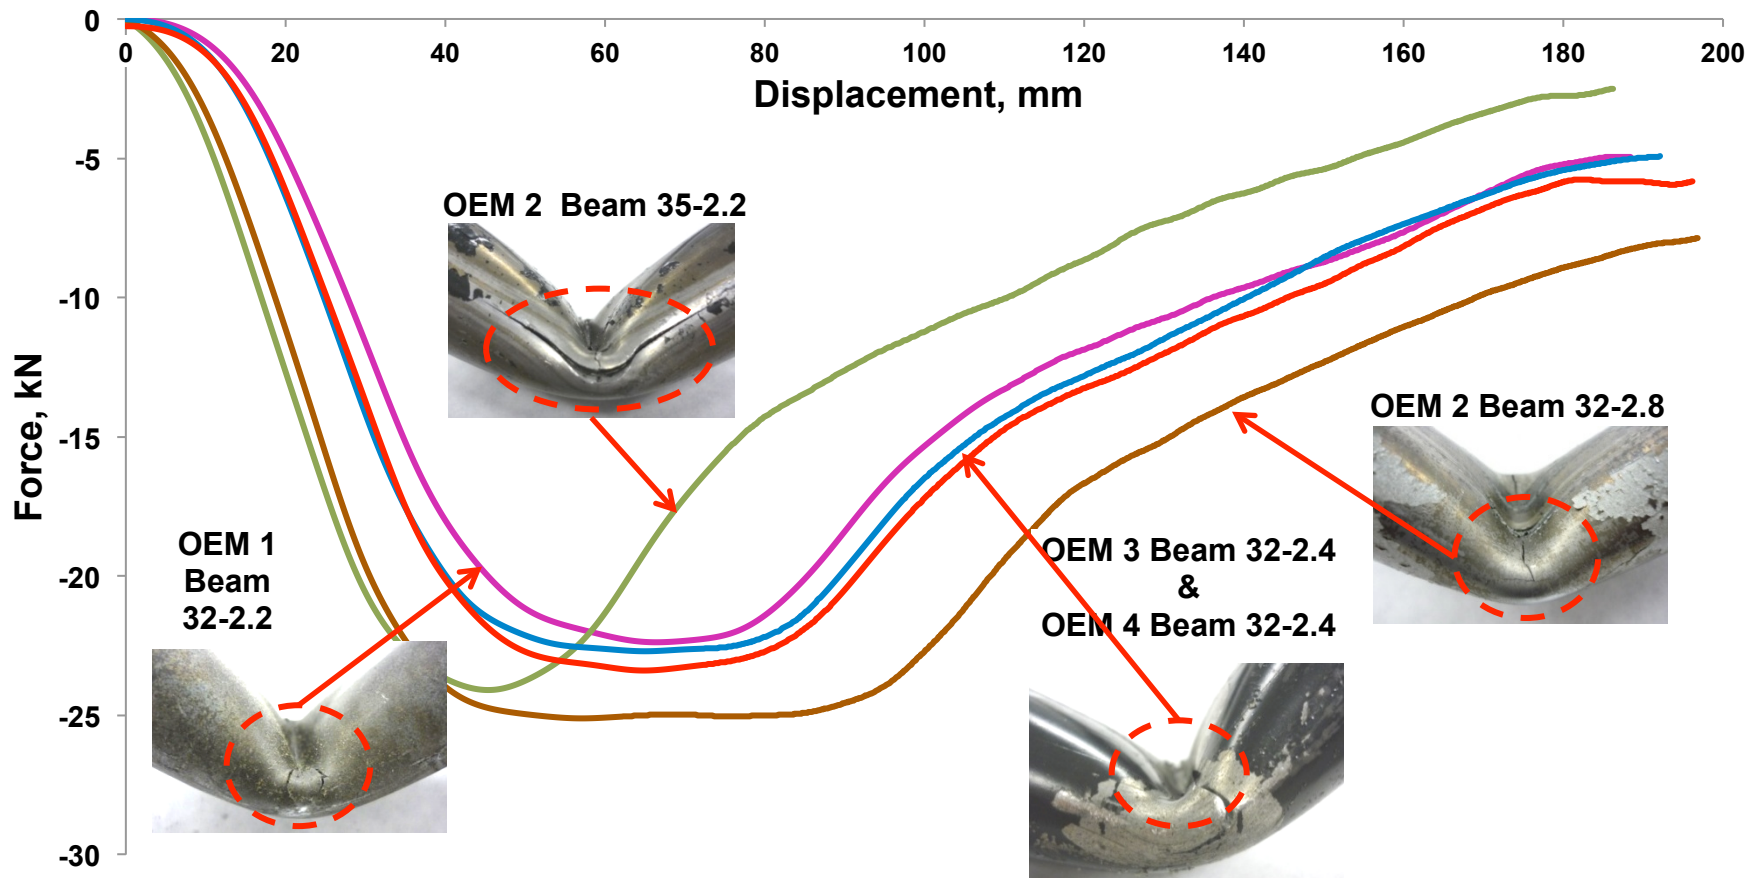 0
0 20 40 60 80 100 120 140 160 180 200
Displacement, mm
-5
-10
-15
-20
-25
-30
Force, kN
OEM 2 Beam 35-2.2
OEM 2 Beam 32-2.8
OEM 1
Beam
32-2.2
OEM 3 Beam 32-2.4
&
OEM 4 Beam 32-2.4